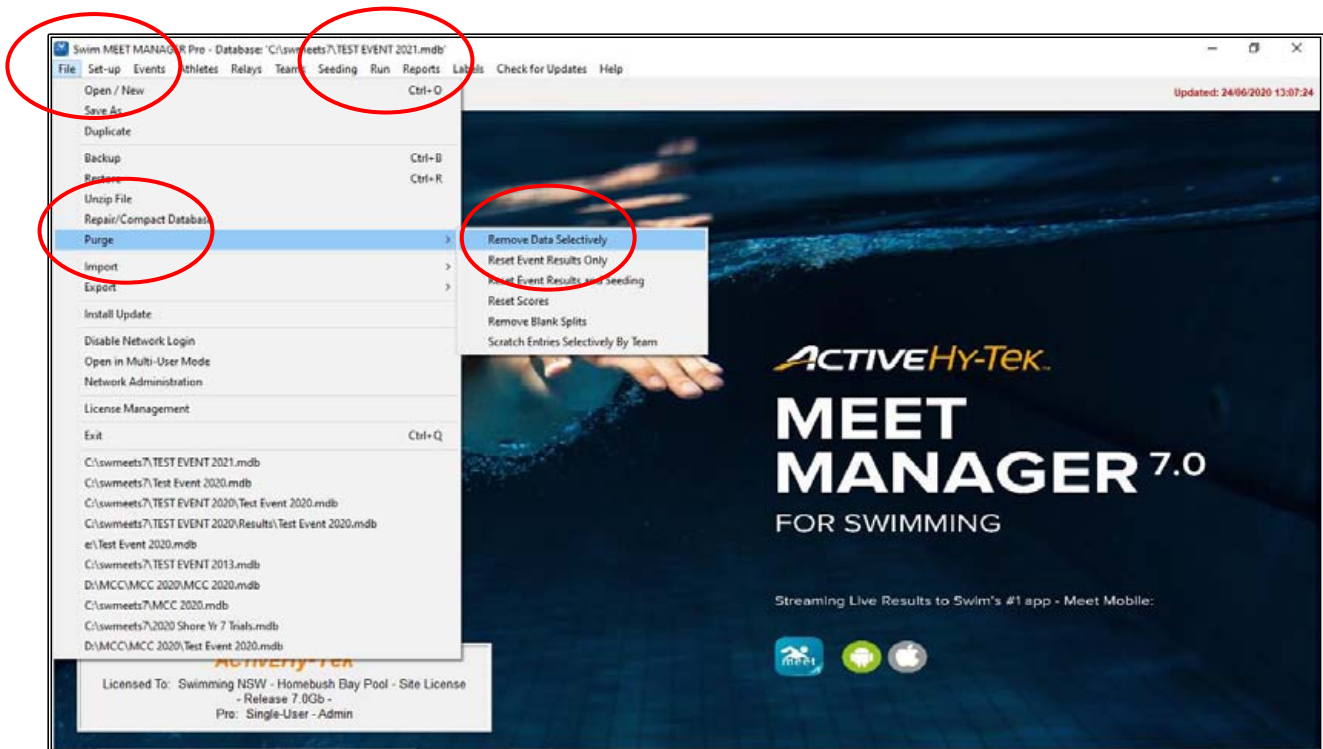 Swim MEET MANAGER Pro - Database: 'C:\swmeets7\TEST EVENT 2021.mdb'
File Set-up Events Athletes Relays Teams Seeding Run Reports Labels Check for Updates Help
Updated: 24/06/2020 13:07:24
Open / New Ctrl+O
Save As
Duplicate
Backup Ctrl+B
Restore Ctrl+R
Unzip File
Repair/Compact Database
Purge
Import
Export
Install Update
Disable Network Login
Open in Multi-User Mode
Network Administration
License Management
Exit Ctrl+Q
C:\swmeets7\TEST EVENT 2021.mdb
C:\swmeets7\Test Event 2020.mdb
C:\swmeets7\TEST EVENT 2020\Test Event 2020.mdb
C:\swmeets7\TEST EVENT 2020\Results\Test Event 2020.mdb
e:\Test Event 2020.mdb
C:\swmeets7\TEST EVENT 2013.mdb
D:\MCC\MCC 2020\MCC 2020.mdb
C:\swmeets7\MCC 2020.mdb
C:\swmeets7\2020 Shore Yr 7 Trials.mdb
D:\MCC\MCC 2020\Test Event 2020.mdb
Remove Data Selectively
Reset Event Results Only
Reset Event Results and Seeding
Reset Scores
Remove Blank Splits
Scratch Entries Selectively By Team
ACTIVEHy-Tek
MEET
MANAGER 7.0
FOR SWIMMING
Streaming Live Results to Swim's #1 app - Meet Mobile:
meet
ACTIVEHy-Tek
Licensed To: Swimming NSW - Homebush Bay Pool - Site License
- Release 7.0Gb -
Pro: Single-User - Admin